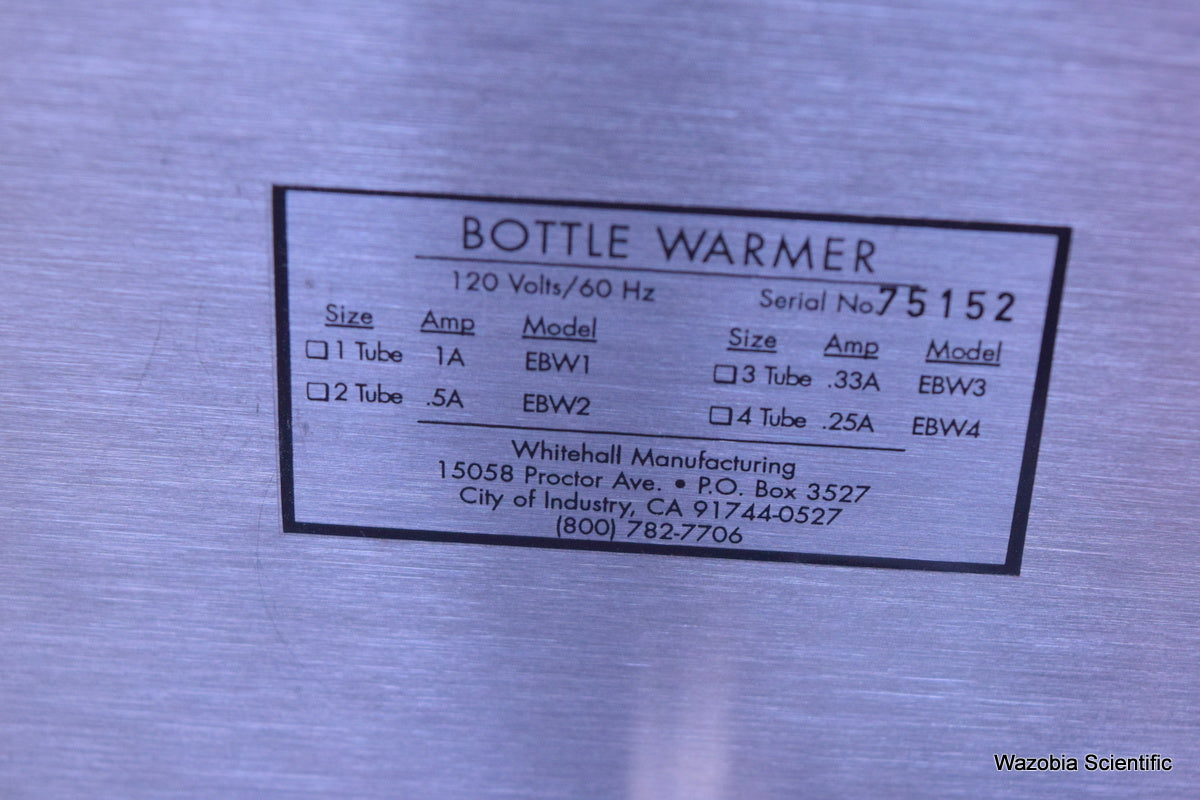 BOTTLE WARMER
120 Volts/60 Hz Serial No. 75152
Size Amp Model Size Amp Model
☐ 1 Tube 1A EBW1 ☐ 3 Tube .33A EBW3
☐ 2 Tube .5A EBW2 ☐ 4 Tube .25A EBW4
Whitehall Manufacturing
15058 Proctor Ave. • P.O. Box 3527
City of Industry, CA 91744-0527
(800) 782-7706
Wazobia Scientific